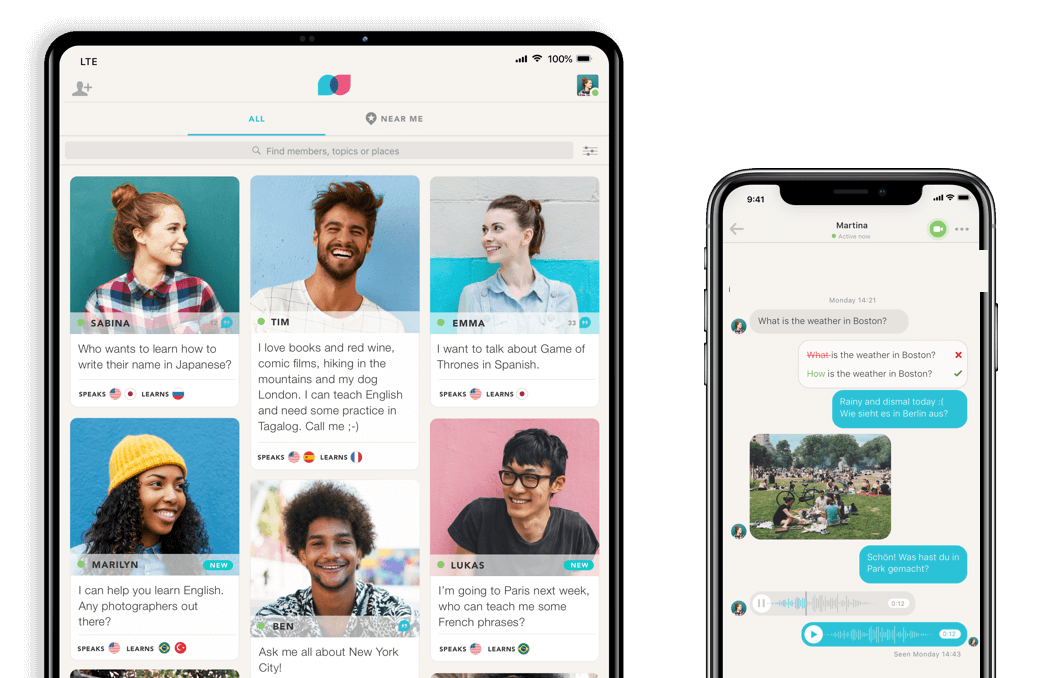 LTE
100%
ALL
NEAR ME
Find members, topics or places
SABINA
12
Who wants to learn how to
write their name in Japanese?
SPEAKS
LEARNS
TIM
I love books and red wine,
comic films, hiking in the
mountains and my dog
London. I can teach English
and need some practice in
Tagalog. Call me ;-)
SPEAKS
LEARNS
EMMA
33
I want to talk about Game of
Thrones in Spanish.
SPEAKS
LEARNS
MARILYN
NEW
I can help you learn English.
Any photographers out
there?
SPEAKS
LEARNS
BEN
Ask me all about New York
City!
LUKAS
NEW
I'm going to Paris next week,
who can teach me some
French phrases?
SPEAKS
LEARNS
9:41
Martina
Active now
Monday 14:21
What is the weather in Boston?
What is the weather in Boston?
How is the weather in Boston?
Rainy and dismal today :(
Wie sieht es in Berlin aus?
Schön! Was hast du in
Park gemacht?
0:12
0:12
Seen Monday 14:43